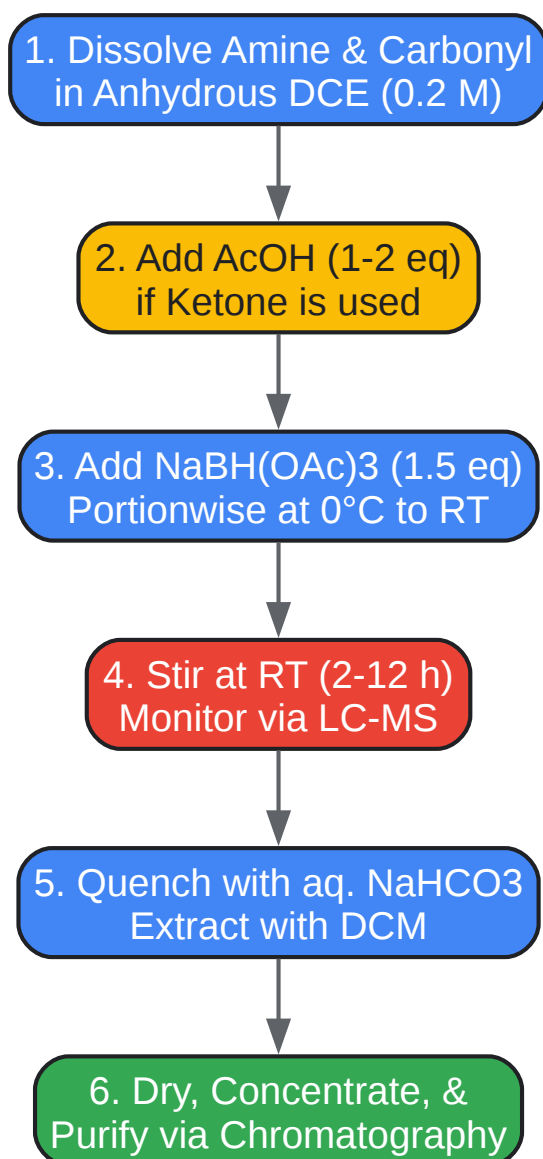 1. Dissolve Amine & Carbonyl
in Anhydrous DCE (0.2 M)
2. Add AcOH (1-2 eq)
if Ketone is used
3. Add NaBH(OAc)3 (1.5 eq)
Portionwise at 0°C to RT
4. Stir at RT (2-12 h)
Monitor via LC-MS
5. Quench with aq. NaHCO3
Extract with DCM
6. Dry, Concentrate, &
Purify via Chromatography